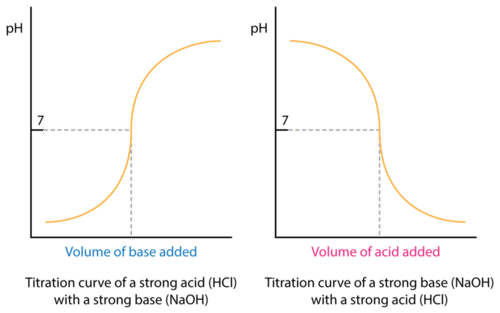 pH
7
Volume of base added
Titration curve of a strong acid (HCl)
with a strong base (NaOH)
pH
7
Volume of acid added
Titration curve of a strong base (NaOH)
with a strong acid (HCl)